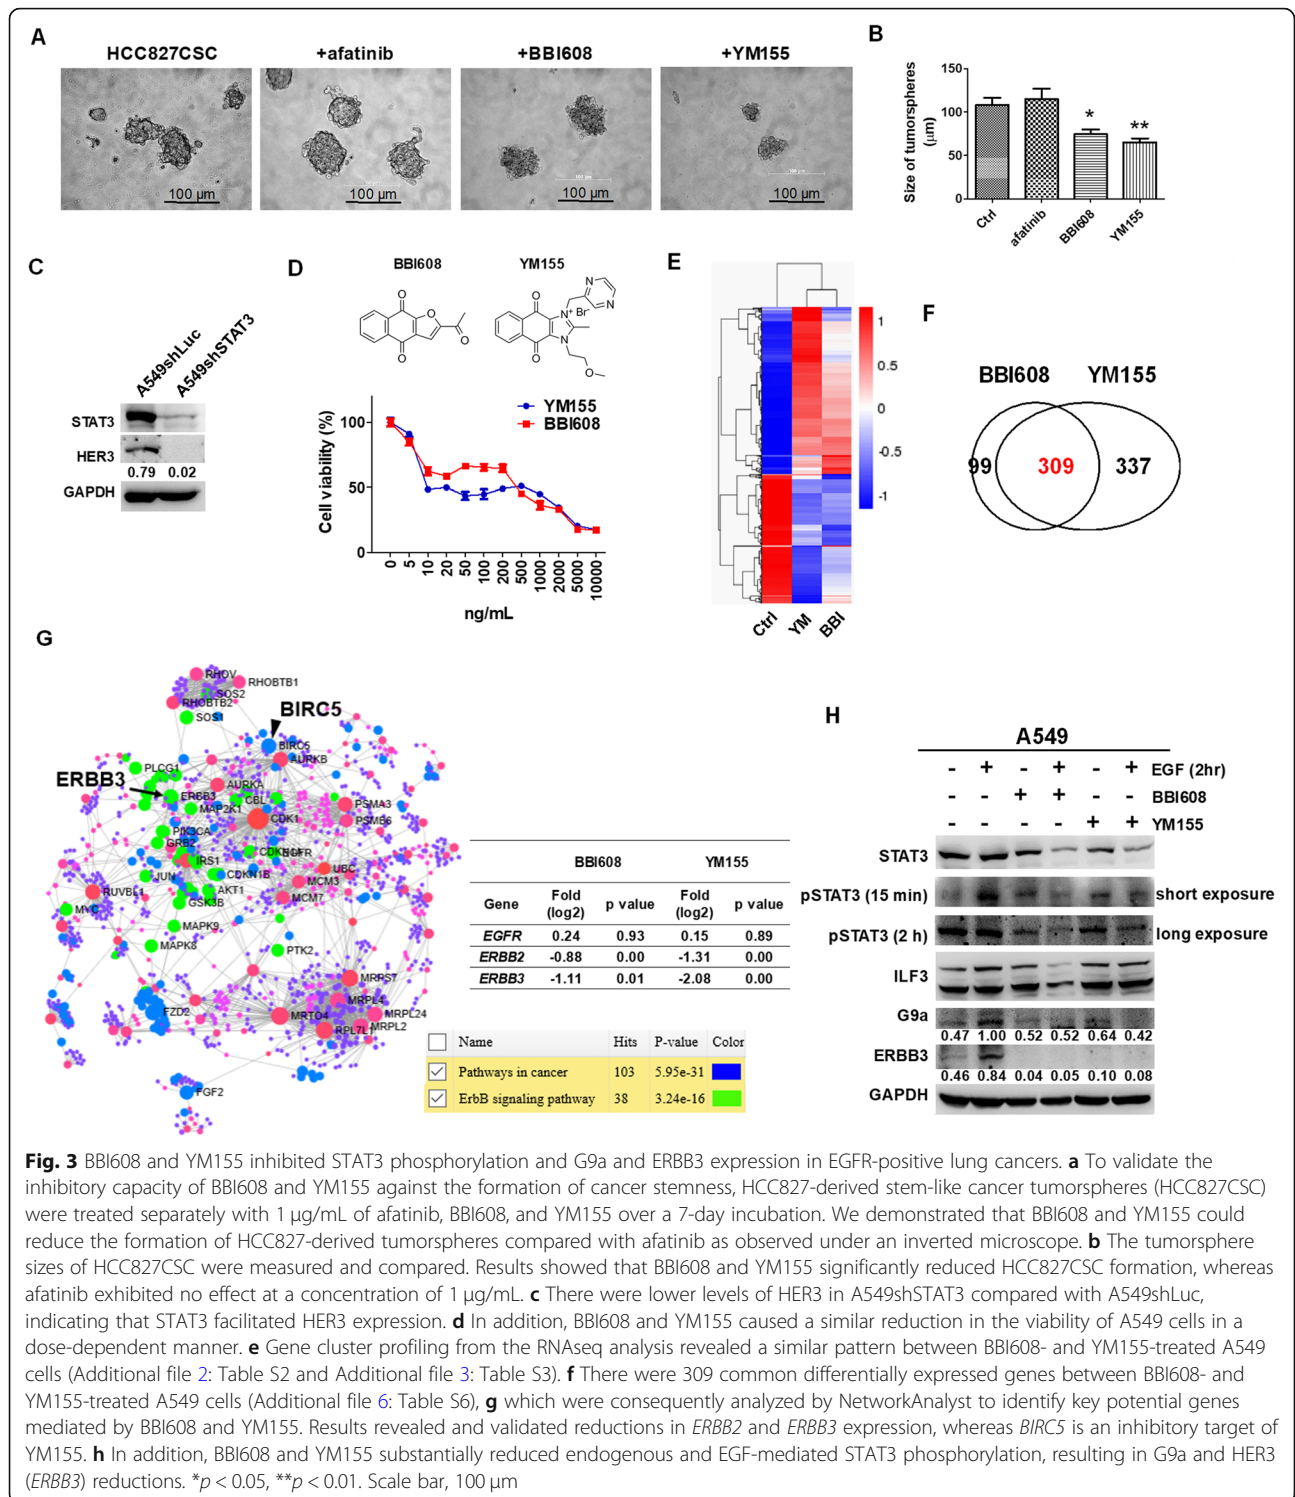 A
HCC827CSC +afatinib +BBI608 +YM155
100 µm 100 µm 100 µm 100 µm
B
Size of tumorspheres
(µm)
150
100
50
0
* **
Ctrl afatinib BBI608 YM155
C
A549shLuc A549shSTAT3
STAT3
HER3
0.79 0.02
GAPDH
D
BBI608 YM155
O O O O
O O N+ N N Br-
N O
YM155
BBI608
Cell viability (%)
100
50
0
0 5 10 20 50 100 200 500 1000 2000 5000 10000
ng/mL
E
1
0.5
0
-0.5
-1
Ctrl YM BBI
F
BBI608 YM155
99 309 337
G
RHOV
RHOBTB1
SOS2
RHOBTB2
SOS1
BIRC5
BIRC5
AURKB
PLCG1
ERBB3
AURKA
ERBB3
CBL
MAP2K1
PSMA3
CDK1
PSMB6
PIK3CA
GRB2
CDKN1A
EGFR
IRS1
UBC
JUN
CDKN1B
MCM3
RUVBL1
AKT1
MCM7
GSK3B
MYC
MAPK9
MAPK8
PTK2
MRPS7
MRPL4
FZD2
MRTO4
MRPL24
RPL7L1
MRPL2
FGF2
BBI608 YM155
Gene Fold (log2) p value Fold (log2) p value
EGFR 0.24 0.93 0.15 0.89
ERBB2 -0.88 0.00 -1.31 0.00
ERBB3 -1.11 0.01 -2.08 0.00
Name Hits P-value Color
Pathways in cancer 103 5.95e-31
ErbB signaling pathway 38 3.24e-16
H
A549
- + - + - + EGF (2hr)
- - + + - - BBI608
- - - - + + YM155
STAT3
pSTAT3 (15 min) short exposure
pSTAT3 (2 h) long exposure
ILF3
G9a
0.47 1.00 0.52 0.52 0.64 0.42
ERBB3
0.46 0.84 0.04 0.05 0.10 0.08
GAPDH
Fig. 3 BBI608 and YM155 inhibited STAT3 phosphorylation and G9a and ERBB3 expression in EGFR-positive lung cancers. a To validate the
inhibitory capacity of BBI608 and YM155 against the formation of cancer stemness, HCC827-derived stem-like cancer tumorspheres (HCC827CSC)
were treated separately with 1 µg/mL of afatinib, BBI608, and YM155 over a 7-day incubation. We demonstrated that BBI608 and YM155 could
reduce the formation of HCC827-derived tumorspheres compared with afatinib as observed under an inverted microscope. b The tumorsphere
sizes of HCC827CSC were measured and compared. Results showed that BBI608 and YM155 significantly reduced HCC827CSC formation, whereas
afatinib exhibited no effect at a concentration of 1 µg/mL. c There were lower levels of HER3 in A549shSTAT3 compared with A549shLuc,
indicating that STAT3 facilitated HER3 expression. d In addition, BBI608 and YM155 caused a similar reduction in the viability of A549 cells in a
dose-dependent manner. e Gene cluster profiling from the RNAseq analysis revealed a similar pattern between BBI608- and YM155-treated A549
cells (Additional file 2: Table S2 and Additional file 3: Table S3). f There were 309 common differentially expressed genes between BBI608- and
YM155-treated A549 cells (Additional file 6: Table S6), g which were consequently analyzed by NetworkAnalyst to identify key potential genes
mediated by BBI608 and YM155. Results revealed and validated reductions in ERBB2 and ERBB3 expression, whereas BIRC5 is an inhibitory target of
YM155. h In addition, BBI608 and YM155 substantially reduced endogenous and EGF-mediated STAT3 phosphorylation, resulting in G9a and HER3
(ERBB3) reductions. *p < 0.05, **p < 0.01. Scale bar, 100 µm